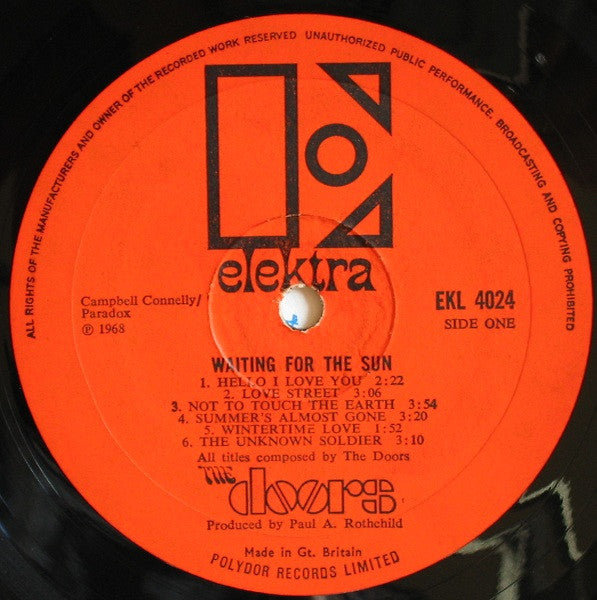 ALL RIGHTS OF THE MANUFACTURERS AND OWNER OF THE RECORDED WORK RESERVED UNAUTHORIZED PUBLIC PERFORMANCE, BROADCASTING AND COPYING PROHIBITED
elektra
Campbell Connelly/
Paradox
℗ 1968
EKL 4024
SIDE ONE
WAITING FOR THE SUN
1. HELLO I LOVE YOU 2:22
2. LOVE STREET 3:06
3. NOT TO TOUCH THE EARTH 3:54
4. SUMMER'S ALMOST GONE 3:20
5. WINTERTIME LOVE 1:52
6. THE UNKNOWN SOLDIER 3:10
All titles composed by The Doors
THE
doors
Produced by Paul A. Rothchild
Made in Gt. Britain
POLYDOR RECORDS LIMITED